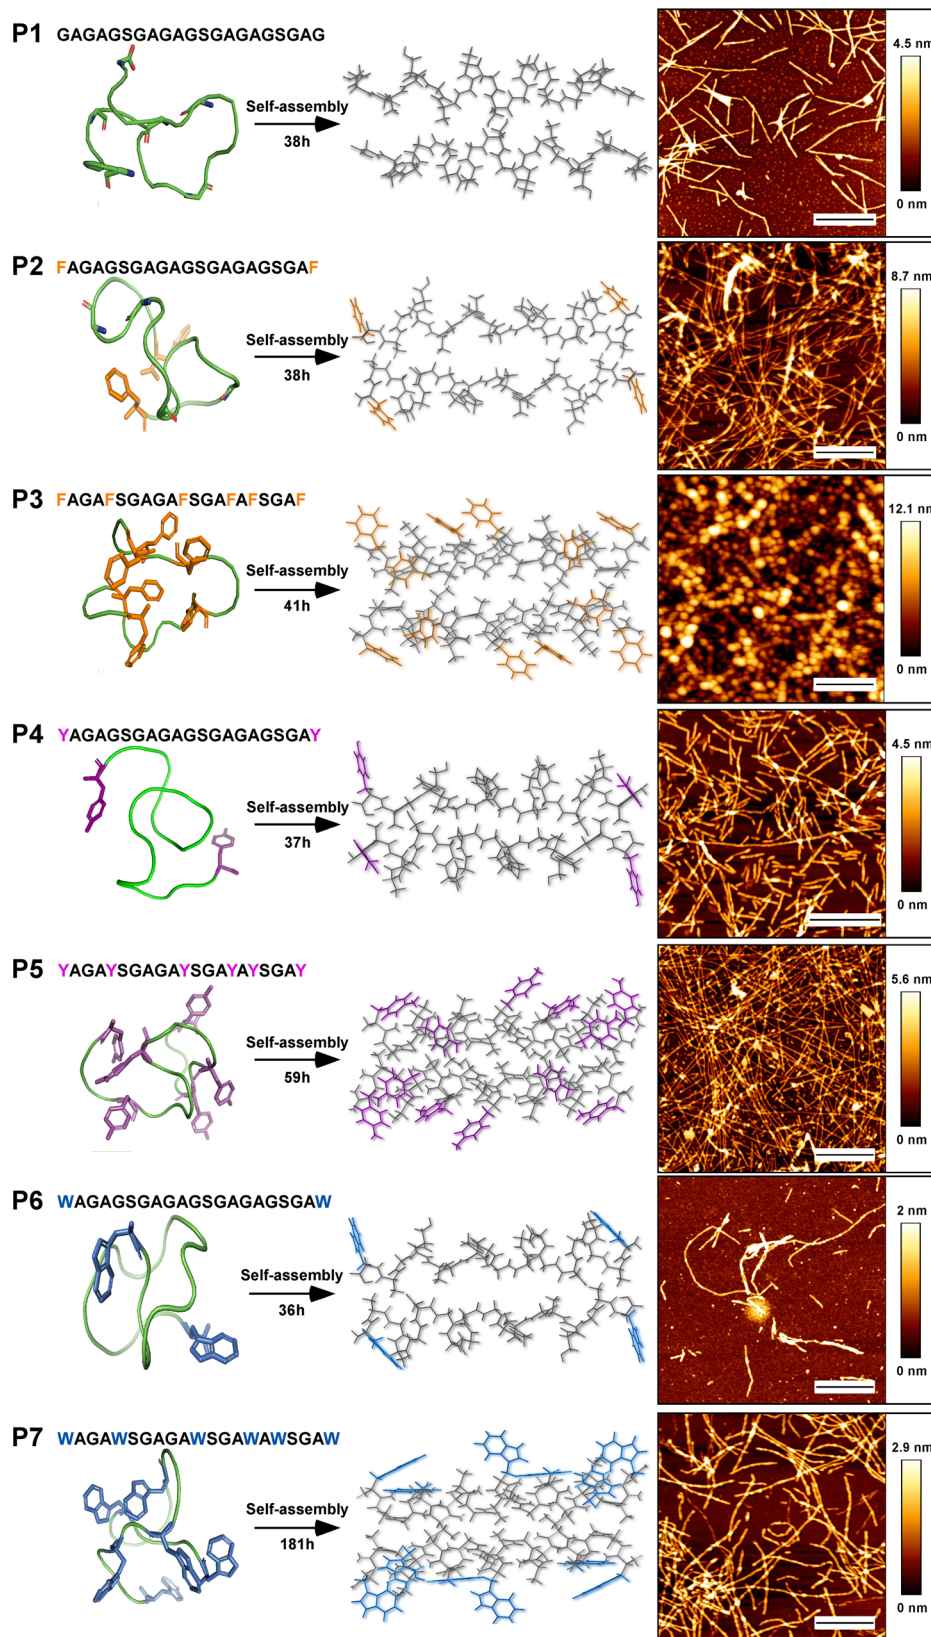 P1 GAGAGSGAGAGSGAGAGSGAG
Self-assembly
38h
4.5 nm
0 nm
P2 FAGAGSGAGAGSGAGAGSGAF
Self-assembly
38h
8.7 nm
0 nm
P3 FAGAFSGAGAFSGAFAFSGAF
Self-assembly
41h
12.1 nm
0 nm
P4 YAGAGSGAGAGSGAGAGSGAY
Self-assembly
37h
4.5 nm
0 nm
P5 YAGAYSGAGAYSGAYAYSGAY
Self-assembly
59h
5.6 nm
0 nm
P6 WAGAGSGAGAGSGAGAGSGAW
Self-assembly
36h
2 nm
0 nm
P7 WAGAWSGAGAWSGAWAWSGAW
Self-assembly
181h
2.9 nm
0 nm